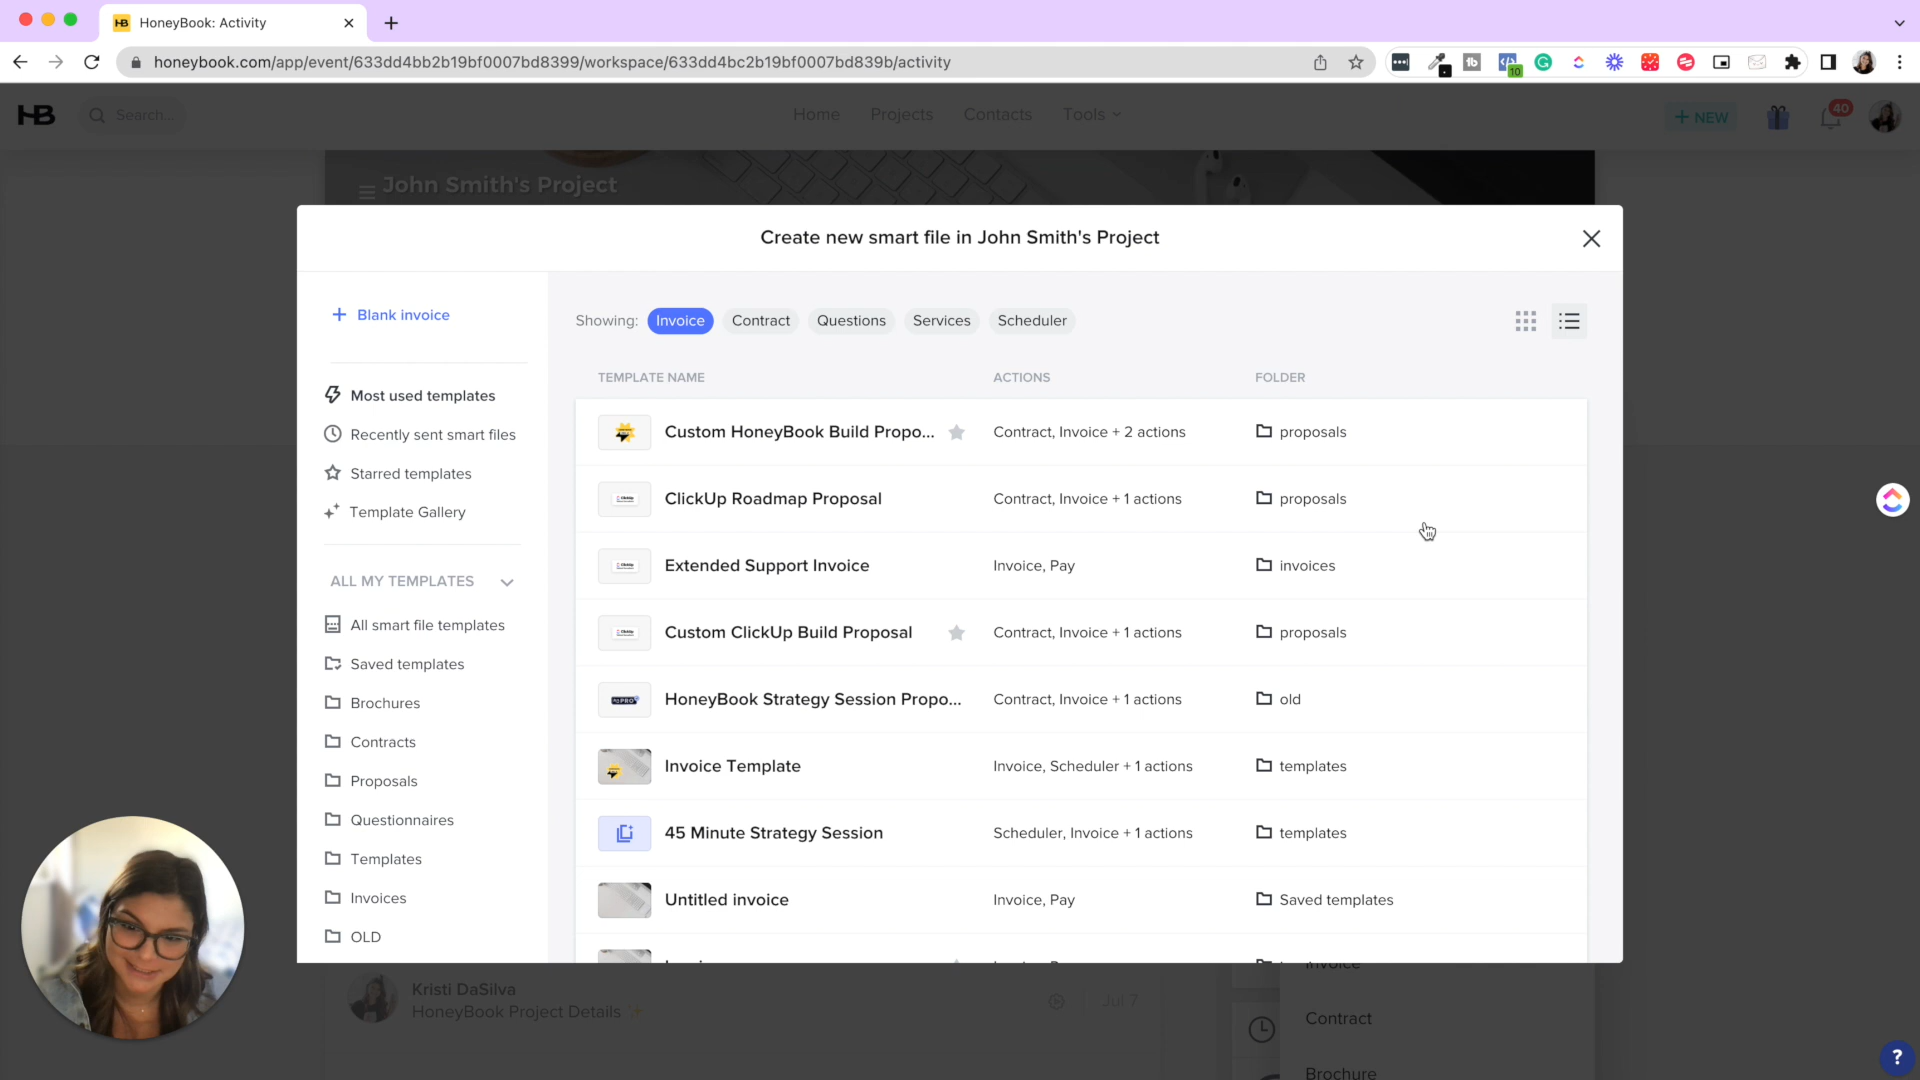 HB HoneyBook: Activity
honeybook.com/app/event/633dd4bb2b19bf0007bd8399/workspace/633dd4bc2b19bf0007bd839b/activity
10
HB Search... Home Projects Contacts Tools + NEW 40
John Smith's Project
Create new smart file in John Smith's Project
+ Blank invoice
Most used templates
Recently sent smart files
Starred templates
Template Gallery
ALL MY TEMPLATES
All smart file templates
Saved templates
Brochures
Contracts
Proposals
Questionnaires
Templates
Invoices
OLD
Showing: Invoice Contract Questions Services Scheduler
TEMPLATE NAME ACTIONS FOLDER
Custom HoneyBook Build Propo... Contract, Invoice + 2 actions proposals
ClickUp Roadmap Proposal Contract, Invoice + 1 actions proposals
Extended Support Invoice Invoice, Pay invoices
Custom ClickUp Build Proposal Contract, Invoice + 1 actions proposals
HoneyBook Strategy Session Propo... Contract, Invoice + 1 actions old
Invoice Template Invoice, Scheduler + 1 actions templates
45 Minute Strategy Session Scheduler, Invoice + 1 actions templates
Untitled invoice Invoice, Pay Saved templates
Kristi DaSilva
HoneyBook Project Details
Jul 7
Invoice
Contract
Brochure
?